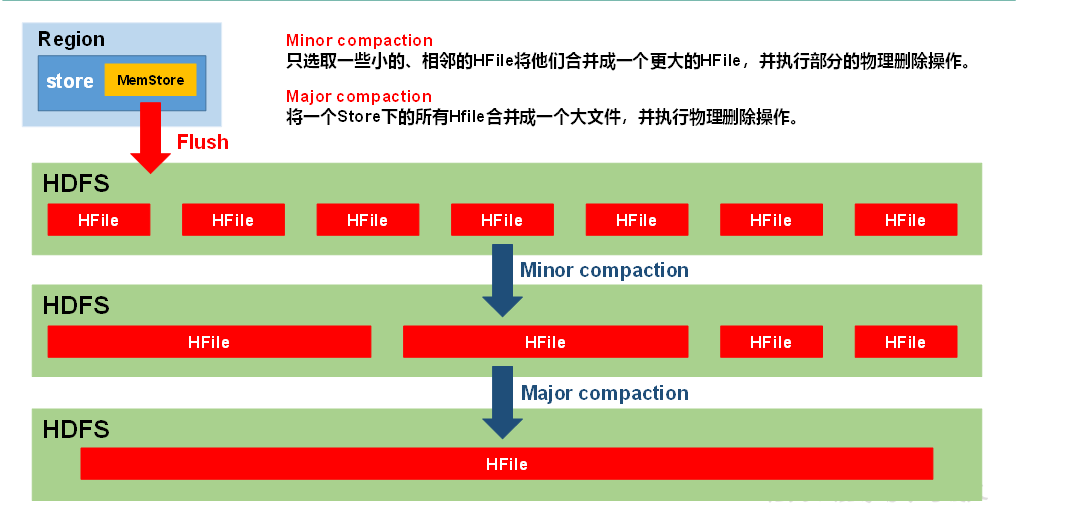 Region
store
MemStore
Flush
Minor compaction
只选取一些小的、相邻的HFile将他们合并成一个更大的HFile，并执行部分的物理删除操作。
Major compaction
将一个Store下的所有Hfile合并成一个大文件，并执行物理删除操作。
HDFS
HFile HFile HFile HFile HFile HFile HFile
Minor compaction
HDFS
HFile HFile HFile HFile
Major compaction
HDFS
HFile